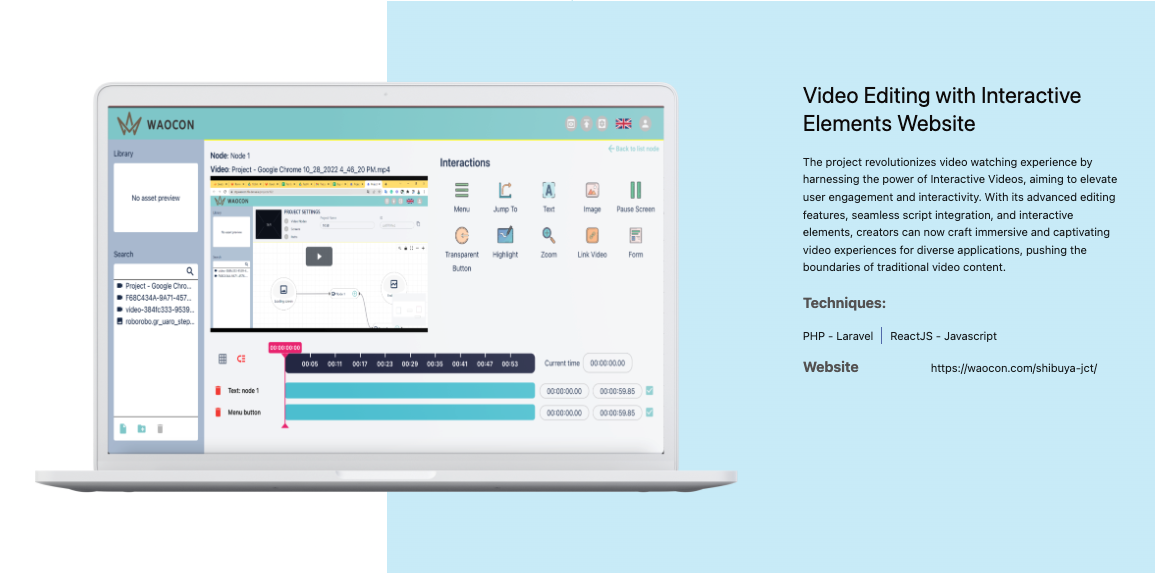 WAOCON
Back to list node
Library
No asset preview
Search
Project - Google Chro...
F68C434A-9A71-457...
video-384fc333-9539...
roborobo.gr_uaro_step...
Node: Node 1
Video: Project - Google Chrome 10_28_2022 4_46_20 PM.mp4
WAOCON
PROJECT SETTINGS
Interactions
Menu
Jump To
Text
Image
Pause Screen
Transparent
Button
Highlight
Zoom
Link Video
Form
00:00:00:00
00:05 00:11 00:17 00:23 00:29 00:35 00:41 00:47 00:53
Current time 00:00:00.00
Text: node 1 00:00:00.00 00:00:59.85
Menu button 00:00:00.00 00:00:59.85
Video Editing with Interactive
Elements Website
The project revolutionizes video watching experience by
harnessing the power of Interactive Videos, aiming to elevate
user engagement and interactivity. With its advanced editing
features, seamless script integration, and interactive
elements, creators can now craft immersive and captivating
video experiences for diverse applications, pushing the
boundaries of traditional video content.
Techniques:
PHP - Laravel | ReactJS - Javascript
Website https://waocon.com/shibuya-jct/